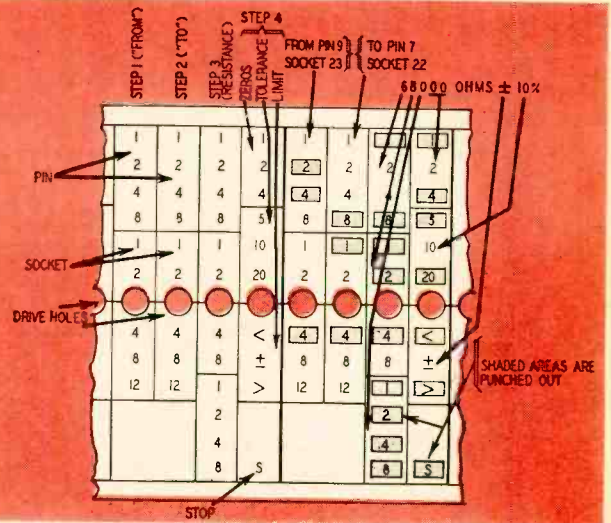 STEP 1 ("FROM")
STEP 2 ("TO")
STEP 3
(RESISTANCE)
STEP 4
ZEROS
TOLERANCE
LIMIT
FROM PIN 9
SOCKET 23
TO PIN 7
SOCKET 22
68000 OHMS ± 10%
1 1 1 1 1 1 1
2 2 2 2 2 2 2 2
PIN
4 4 4 4 4 4 4
8 8 8 5 8 8 8 5
SOCKET
1 1 1 10 1 1 10
2 2 2 20 2 2 2 20
DRIVE HOLES
4 4 4 < 4 4 4 <
8 8 8 ± 8 8 8 ±
12 12 1 > 12 12 1 >
SHADED AREAS ARE
PUNCHED OUT
2 2
4 4
8 S 8 S
STOP